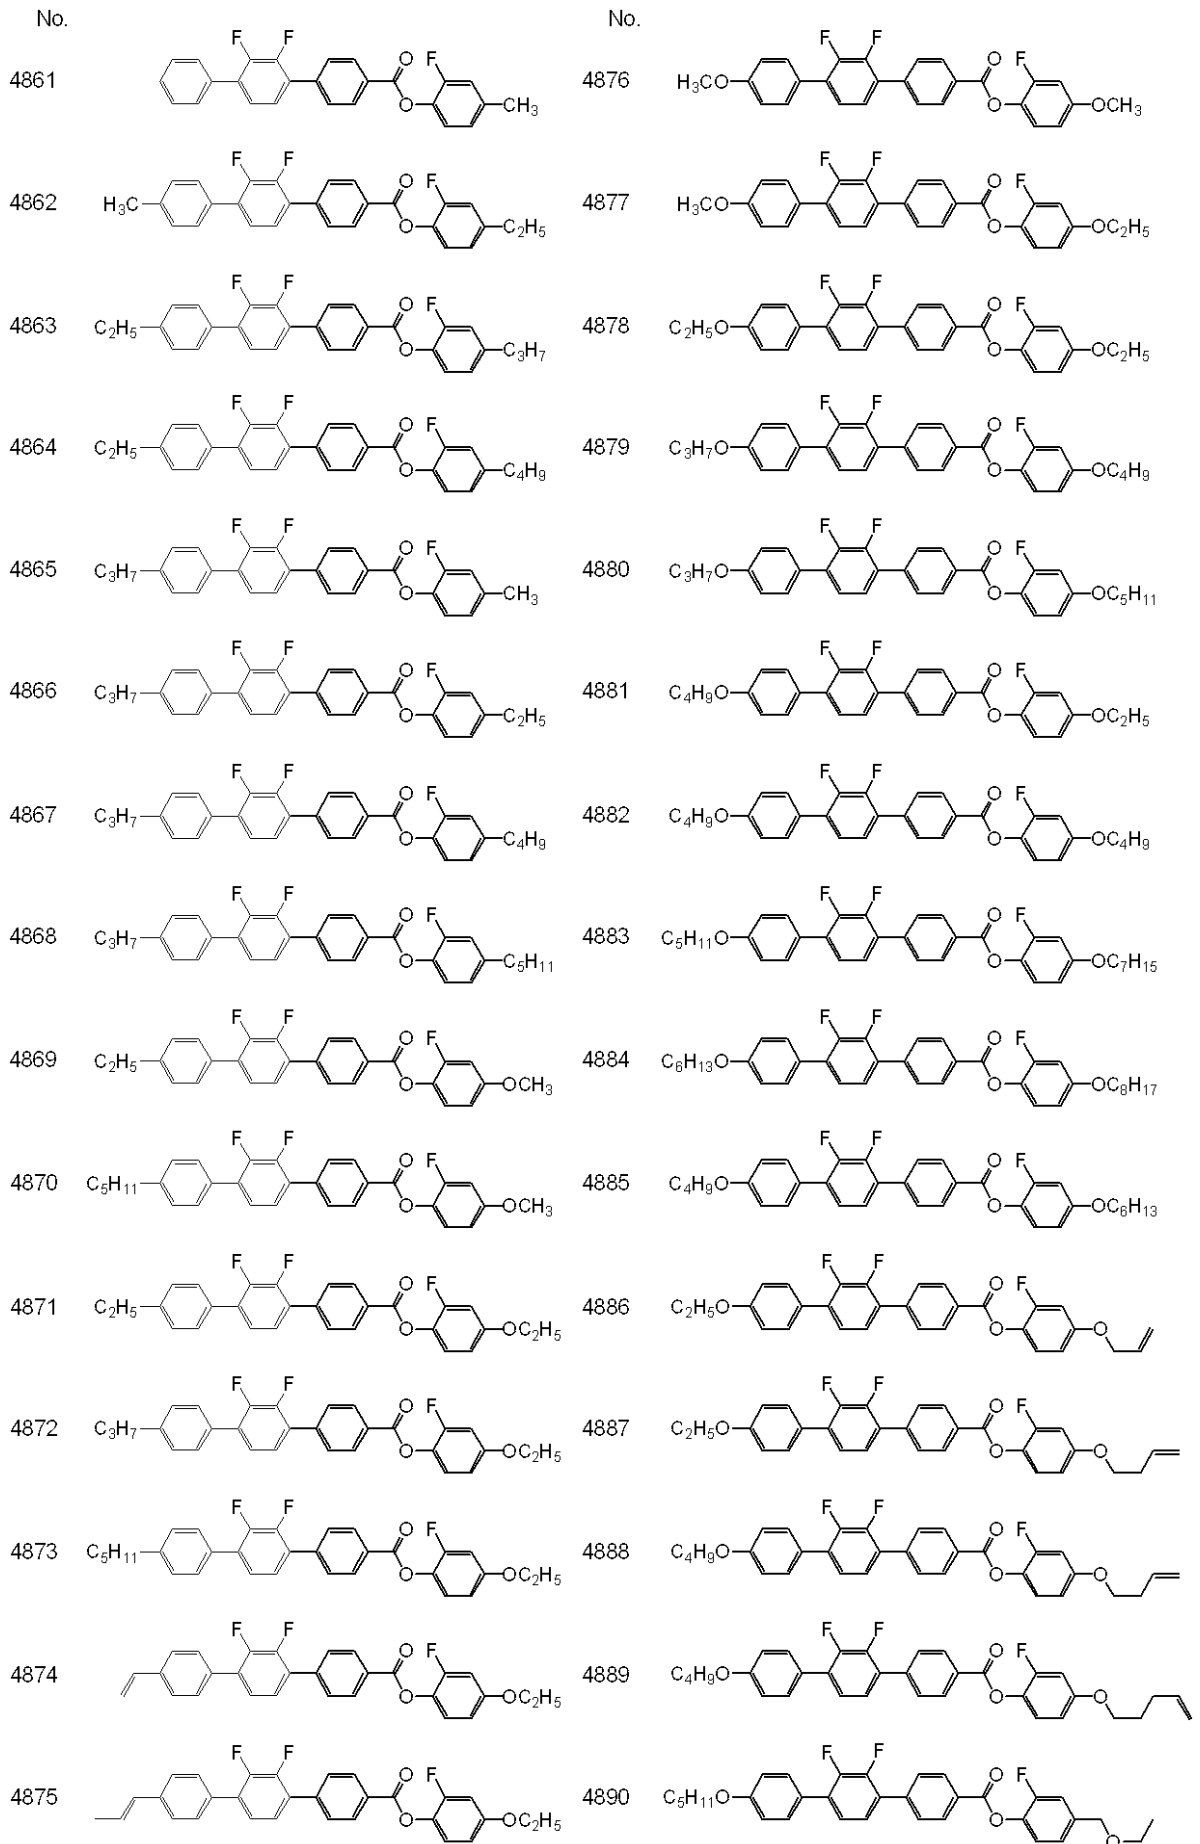 No.
F F
O F
4861
O CH₃
F F
O F
4862 H₃C
O C₂H₅
F F
O F
4863 C₂H₅
O C₃H₇
F F
O F
4864 C₂H₅
O C₄H₉
F F
O F
4865 C₃H₇
O CH₃
F F
O F
4866 C₃H₇
O C₂H₅
F F
O F
4867 C₃H₇
O C₄H₉
F F
O F
4868 C₃H₇
O C₅H₁₁
F F
O F
4869 C₂H₅
O OCH₃
F F
O F
4870 C₅H₁₁
O OCH₃
F F
O F
4871 C₂H₅
O OC₂H₅
F F
O F
4872 C₃H₇
O OC₂H₅
F F
O F
4873 C₅H₁₁
O OC₂H₅
F F
O F
4874
O OC₂H₅
F F
O F
4875
O OC₂H₅
No.
F F
O F
4876 H₃CO
O OCH₃
F F
O F
4877 H₃CO
O OC₂H₅
F F
O F
4878 C₂H₅O
O OC₂H₅
F F
O F
4879 C₃H₇O
O OC₄H₉
F F
O F
4880 C₃H₇O
O OC₅H₁₁
F F
O F
4881 C₄H₉O
O OC₂H₅
F F
O F
4882 C₄H₉O
O OC₄H₉
F F
O F
4883 C₅H₁₁O
O OC₇H₁₅
F F
O F
4884 C₆H₁₃O
O OC₈H₁₇
F F
O F
4885 C₄H₉O
O OC₆H₁₃
F F
O F
4886 C₂H₅O
O O
F F
O F
4887 C₂H₅O
O O
F F
O F
4888 C₄H₉O
O O
F F
O F
4889 C₄H₉O
O O
F F
O F
4890 C₅H₁₁O
O
O